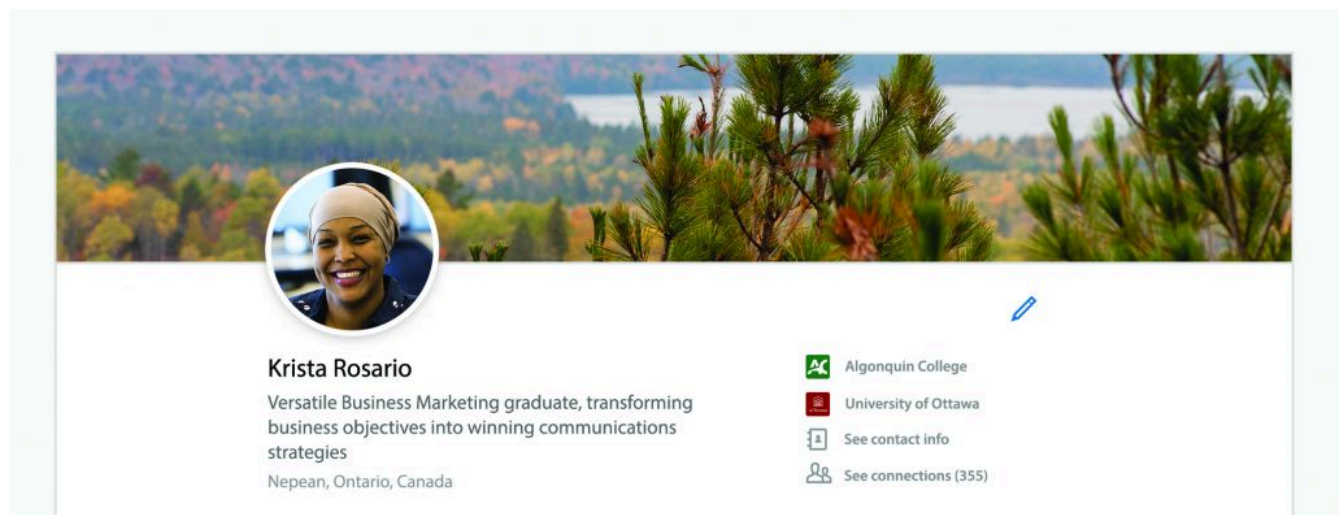 Krista Rosario
Versatile Business Marketing graduate, transforming
business objectives into winning communications
strategies
Nepean, Ontario, Canada
AC Algonquin College
University of Ottawa
See contact info
See connections (355)